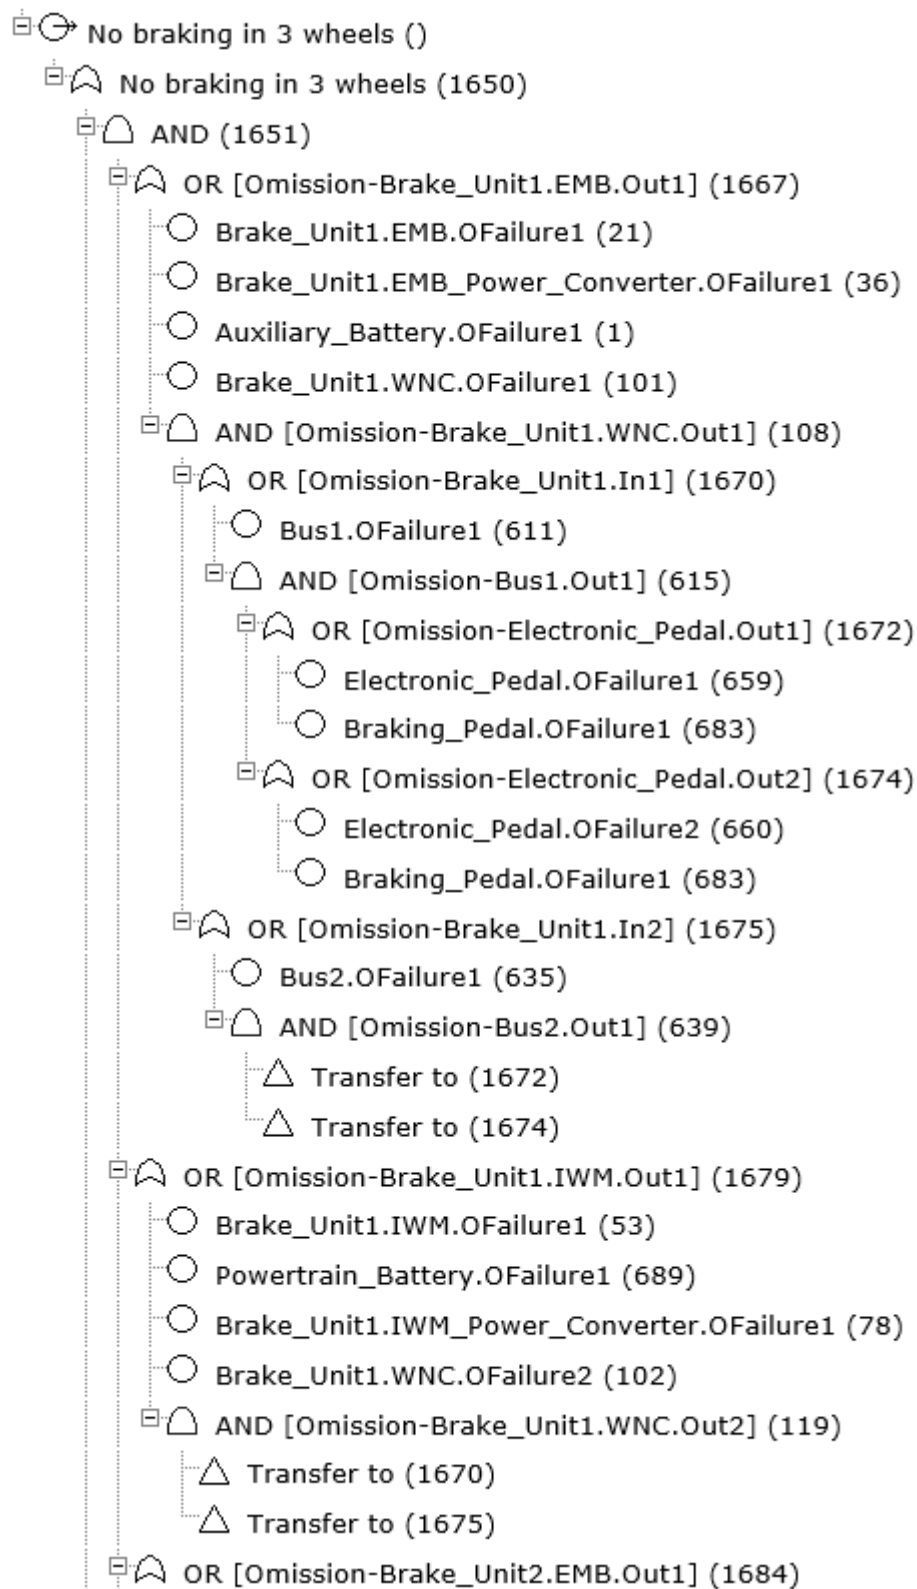 No braking in 3 wheels ()
No braking in 3 wheels (1650)
AND (1651)
OR [Omission-Brake_Unit1.EMB.Out1] (1667)
Brake_Unit1.EMB.OFailure1 (21)
Brake_Unit1.EMB_Power_Converter.OFailure1 (36)
Auxiliary_Battery.OFailure1 (1)
Brake_Unit1.WNC.OFailure1 (101)
AND [Omission-Brake_Unit1.WNC.Out1] (108)
OR [Omission-Brake_Unit1.In1] (1670)
Bus1.OFailure1 (611)
AND [Omission-Bus1.Out1] (615)
OR [Omission-Electronic_Pedal.Out1] (1672)
Electronic_Pedal.OFailure1 (659)
Braking_Pedal.OFailure1 (683)
OR [Omission-Electronic_Pedal.Out2] (1674)
Electronic_Pedal.OFailure2 (660)
Braking_Pedal.OFailure1 (683)
OR [Omission-Brake_Unit1.In2] (1675)
Bus2.OFailure1 (635)
AND [Omission-Bus2.Out1] (639)
Transfer to (1672)
Transfer to (1674)
OR [Omission-Brake_Unit1.IWM.Out1] (1679)
Brake_Unit1.IWM.OFailure1 (53)
Powertrain_Battery.OFailure1 (689)
Brake_Unit1.IWM_Power_Converter.OFailure1 (78)
Brake_Unit1.WNC.OFailure2 (102)
AND [Omission-Brake_Unit1.WNC.Out2] (119)
Transfer to (1670)
Transfer to (1675)
OR [Omission-Brake_Unit2.EMB.Out1] (1684)